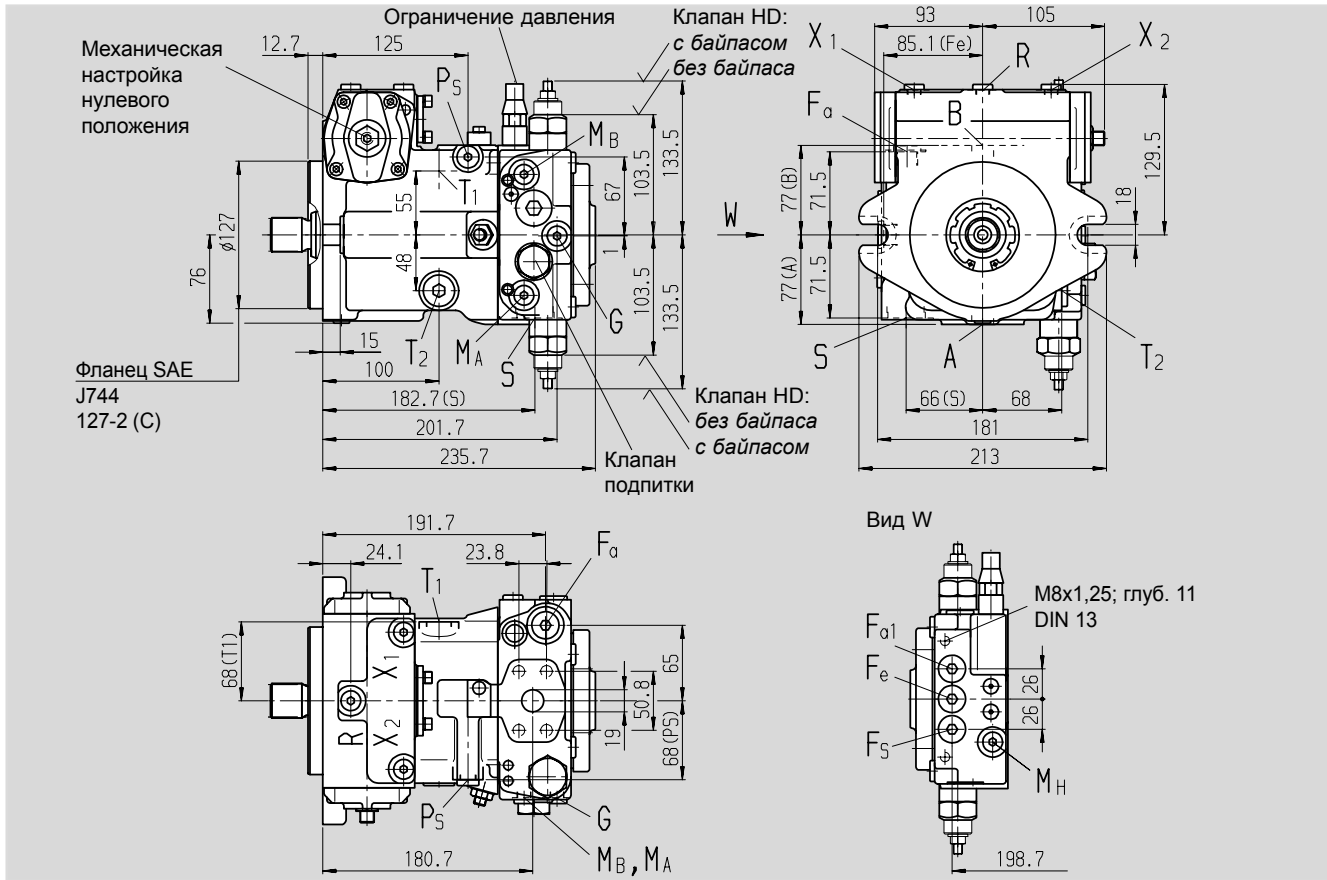 Ограничение давления
Клапан HD:
с байпасом
без байпаса
Механическая
настройка
нулевого
положения
12.7
125
PS
MB
T1
55
48
67
103.5
133.5
1
103.5
133.5
W
ø127
76
15
T2
MA
S
G
100
182.7(S)
201.7
235.7
Фланец SAE
J744
127-2 (C)
Клапан HD:
без байпаса
с байпасом
Клапан
подпитки
93
105
X1
85.1(Fe)
R
X2
Fa
B
77(B)
71.5
77(A)
71.5
129.5
18
S
A
T2
66(S)
68
181
213
191.7
24.1
23.8
Fa
T1
68(T1)
X1
R
X2
65
50.8
19
68(PS)
PS
G
MB, MA
180.7
Вид W
M8x1,25; глуб. 11
DIN 13
Fa1
Fe
FS
26
26
MH
198.7